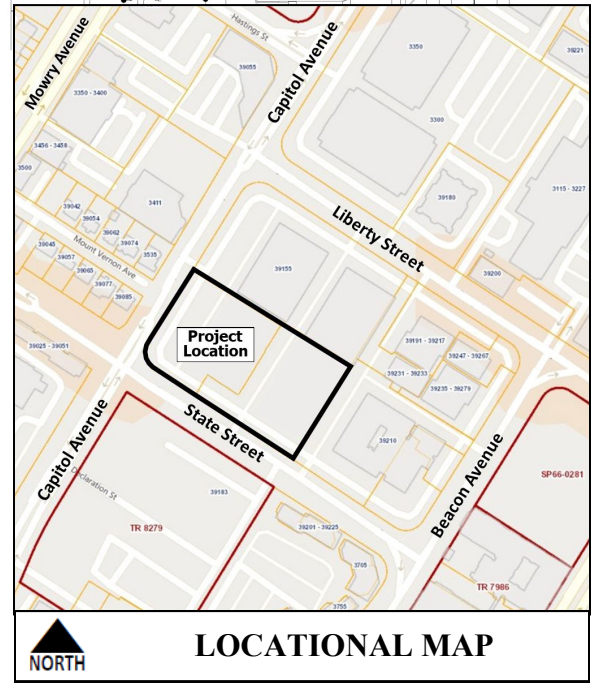 Hastings St
3350
39221
Mowry Avenue
Capitol Avenue
39055
3350 - 3400
3300
3456 - 3458
3500
39042
39054
39062
39074
3535
3411
39180
3115 - 3227
Liberty Street
39045
39057
39065
39077
39085
Mount Vernon Ave
39155
39200
Project
Location
39025 - 39051
39191 - 39217
39247 - 39267
39231 - 39233
39235 - 39279
State Street
39210
Capitol Avenue
Declaration St
39183
Beacon Avenue
SP66-0281
TR 8279
39201 - 39225
3705
3755
TR 7986
NORTH
LOCATIONAL MAP